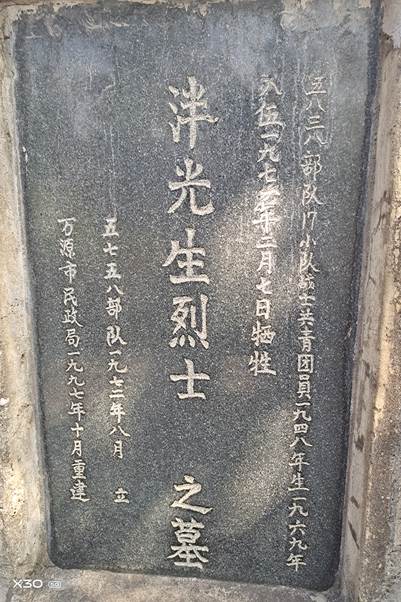 五八三八部队17小队战士共青团員一九四八年生一九六九年
入伍一九七二年二月七日牺牲
泮光生烈士 之墓
五七五八部队一九七二年八月 立
万源市民政局一九九七年十月重建
X30 5G